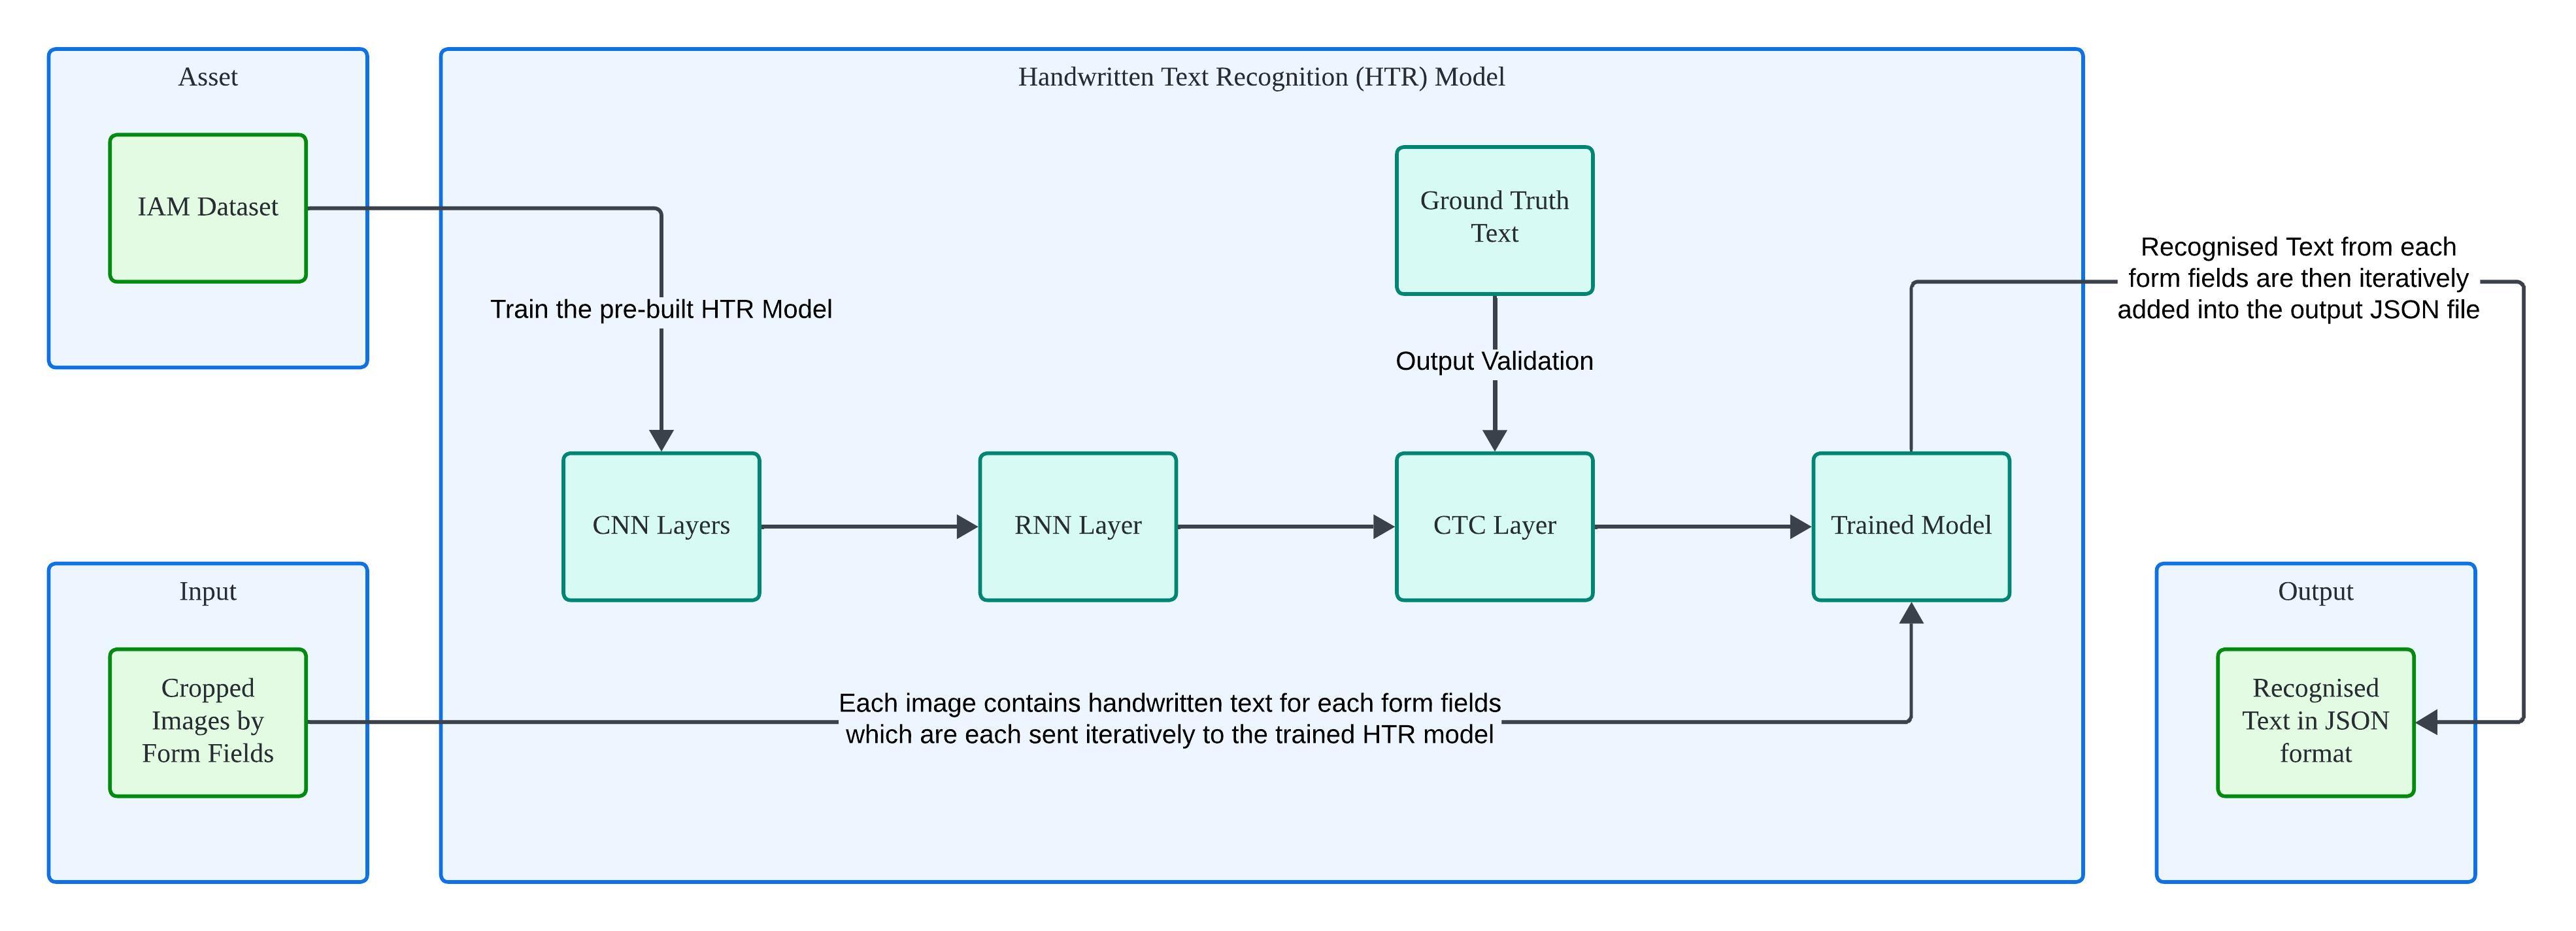 Asset
IAM Dataset
Handwritten Text Recognition (HTR) Model
Train the pre-built HTR Model
Ground Truth
Text
Output Validation
CNN Layers
RNN Layer
CTC Layer
Trained Model
Recognised Text from each
form fields are then iteratively
added into the output JSON file
Input
Cropped
Images by
Form Fields
Each image contains handwritten text for each form fields
which are each sent iteratively to the trained HTR model
Output
Recognised
Text in JSON
format